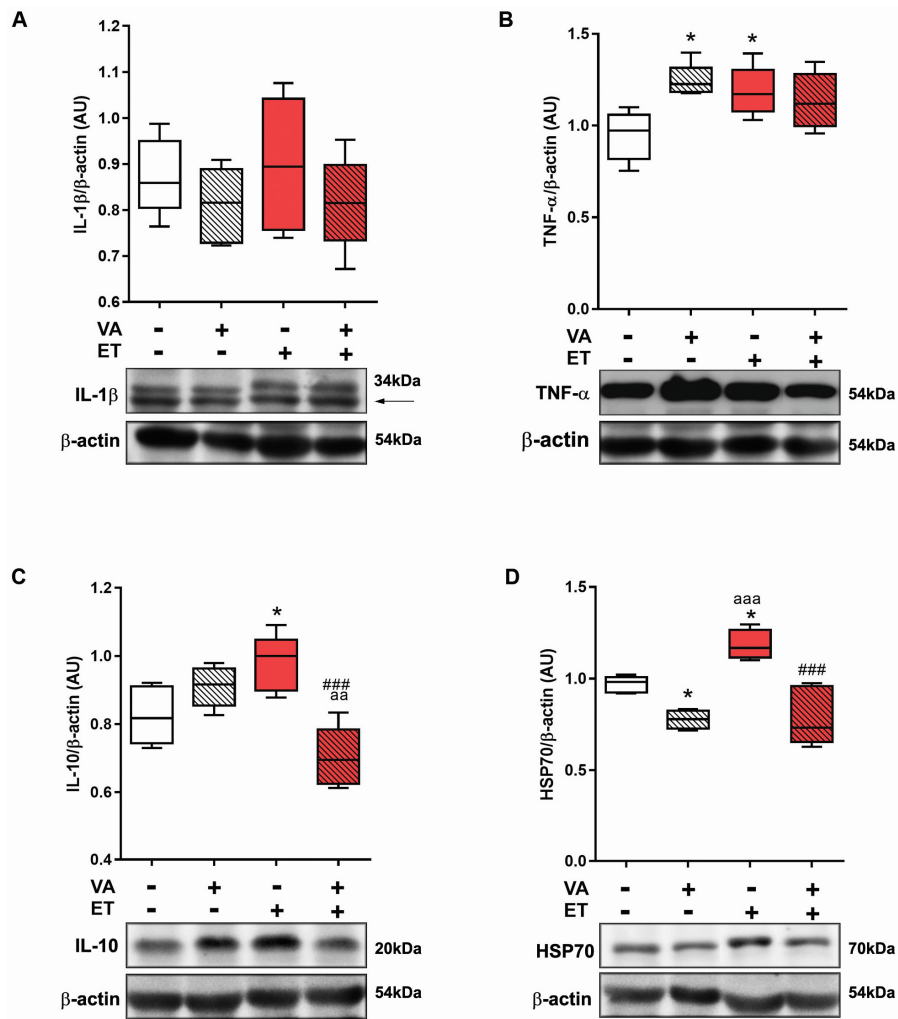 A
IL-1β/β-actin (AU)
1.2
1.1
1.0
0.9
0.8
0.7
0.6
VA - + - +
ET - - + +
IL-1β 34kDa
β-actin 54kDa
B
TNF-α/β-actin (AU)
1.5
1.0
0.5
0.0
* *
VA - + - +
ET - - + +
TNF-α 54kDa
β-actin 54kDa
C
IL-10/β-actin (AU)
1.2
1.0
0.8
0.6
0.4
*
###
aa
VA - + - +
ET - - + +
IL-10 20kDa
β-actin 54kDa
D
HSP70/β-actin (AU)
1.5
1.0
0.5
0.0
*
aaa
*
###
VA - + - +
ET - - + +
HSP70 70kDa
β-actin 54kDa